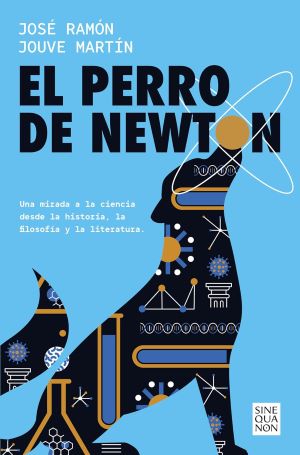 JOSÉ RAMÓN
JOUVE MARTÍN
EL PERRO
DE NEWTON
Una mirada a la ciencia
desde la historia, la
filosofía y la literatura.
SINE
QUA
NON